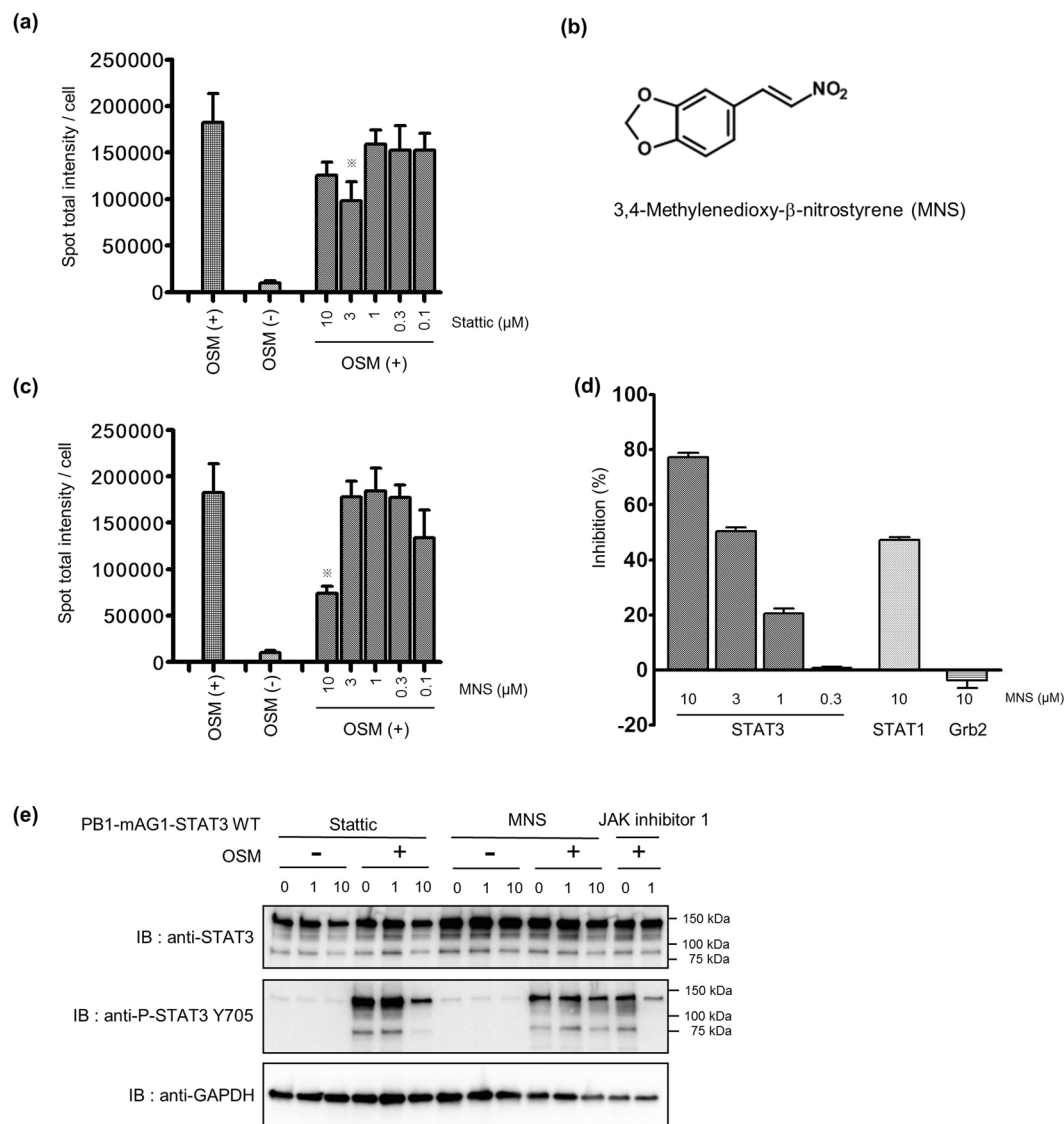 (a)
250000
200000
150000
100000
50000
0
Spot total intensity / cell
※
OSM (+)
OSM (-)
10
3
1
0.3
0.1
Stattic (μM)
OSM (+)
(b)
O
O
NO2
3,4-Methylenedioxy-β-nitrostyrene (MNS)
(c)
250000
200000
150000
100000
50000
0
Spot total intensity / cell
※
OSM (+)
OSM (-)
10
3
1
0.3
0.1
MNS (μM)
OSM (+)
(d)
100
80
60
40
20
0
-20
Inhibition (%)
10 3 1 0.3 10 10 MNS (μM)
STAT3 STAT1 Grb2
(e)
PB1-mAG1-STAT3 WT Stattic MNS JAK inhibitor 1
OSM - + - + +
0 1 10 0 1 10 0 1 10 0 1 10 0 1
IB : anti-STAT3
150 kDa
100 kDa
75 kDa
IB : anti-P-STAT3 Y705
150 kDa
100 kDa
75 kDa
IB : anti-GAPDH